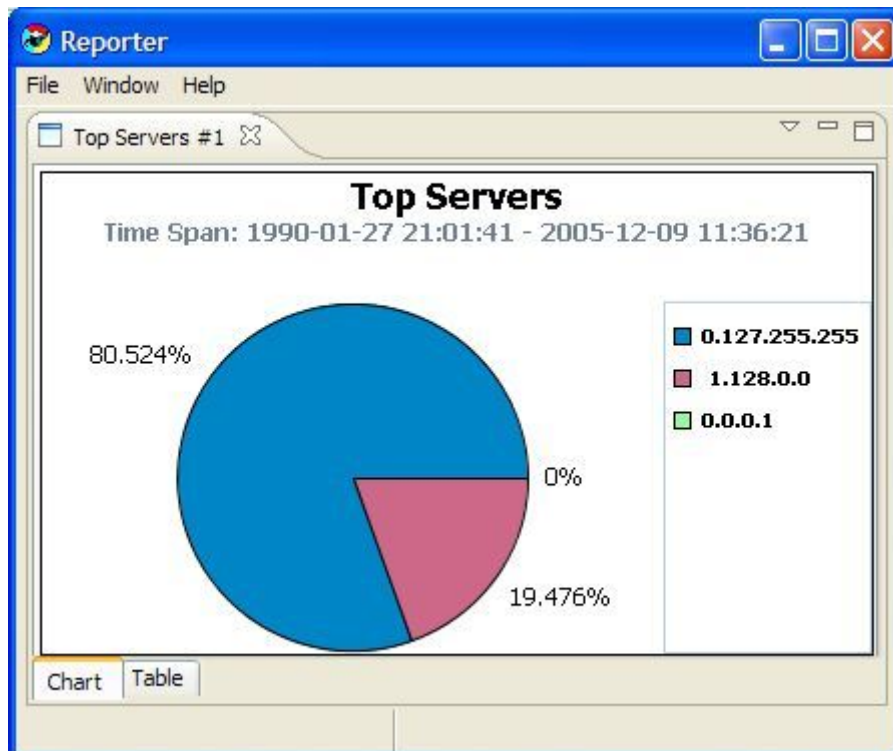 Reporter
File Window Help
Top Servers #1
Top Servers
Time Span: 1990-01-27 21:01:41 - 2005-12-09 11:36:21
80.524%
0%
19.476%
0.127.255.255
1.128.0.0
0.0.0.1
Chart Table